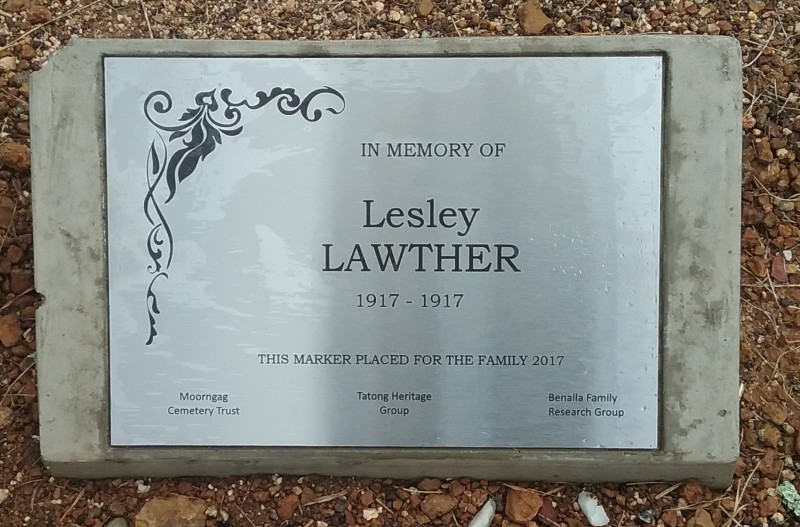 IN MEMORY OF
Lesley
LAWTHER
1917 - 1917
THIS MARKER PLACED FOR THE FAMILY 2017
Moorngag
Cemetery Trust
Tatong Heritage
Group
Benalla Family
Research Group